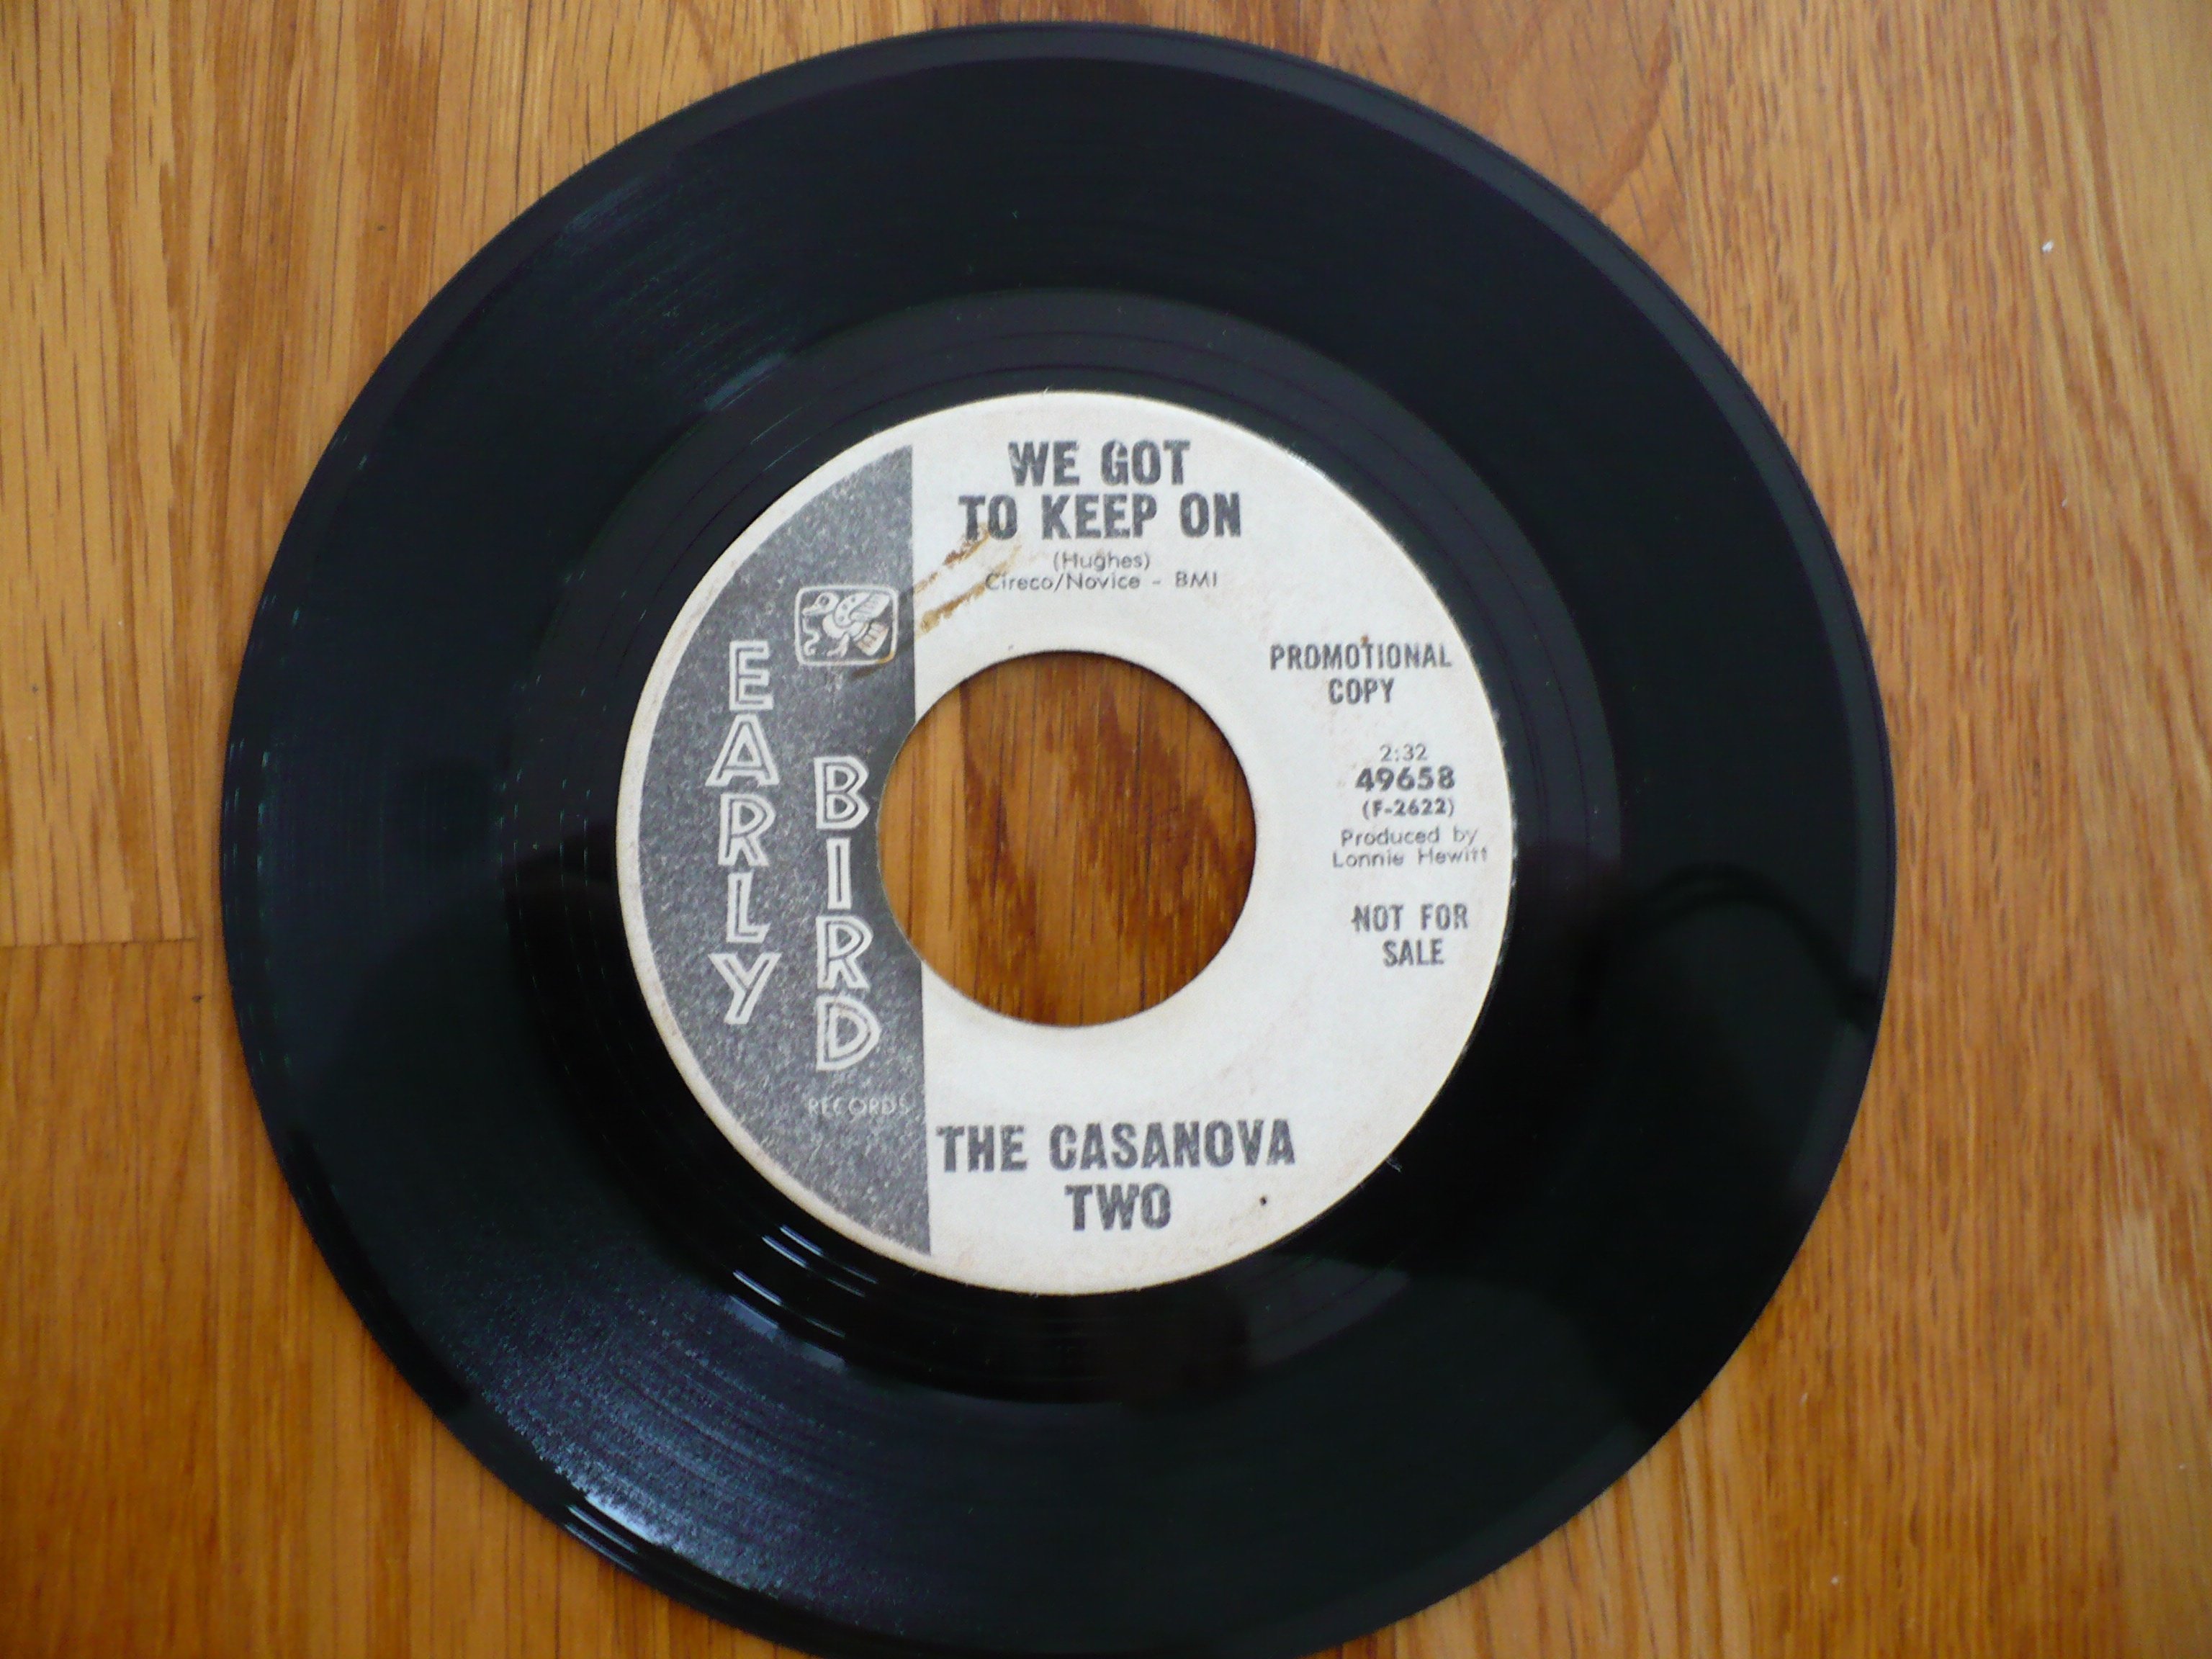 WE GOT
TO KEEP ON
(Hughes)
Cireco/Novice - BMI
EARLY
BIRD
RECORDS
PROMOTIONAL
COPY
2:32
49658
(F-2622)
Produced by
Lonnie Hewitt
NOT FOR
SALE
THE CASANOVA
TWO